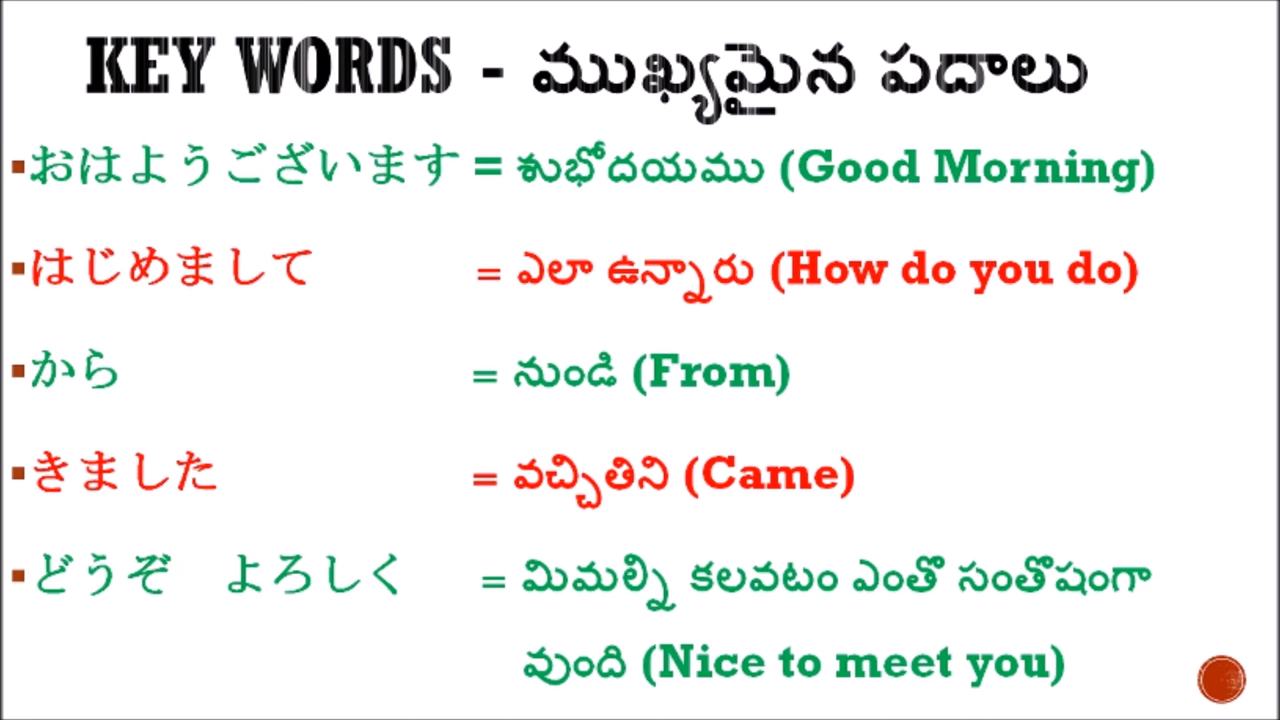 KEY WORDS - ముఖ్యమైన పదాలు
おはようございます = శుభోదయము (Good Morning)
はじめまして = ఎలా ఉన్నారు (How do you do)
から = నుండి (From)
きました = వచ్చితిని (Came)
どうぞ　よろしく = మిమల్ని కలవటం ఎంతొ సంతొషంగా
వుంది (Nice to meet you)